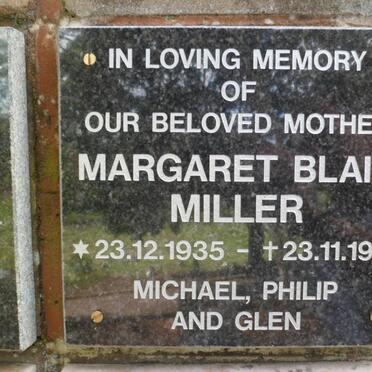 IN LOVING MEMORY
OF
OUR BELOVED MOTHE
MARGARET BLAI
MILLER
✶ 23.12.1935 - † 23.11.19
MICHAEL, PHILIP
AND GLEN